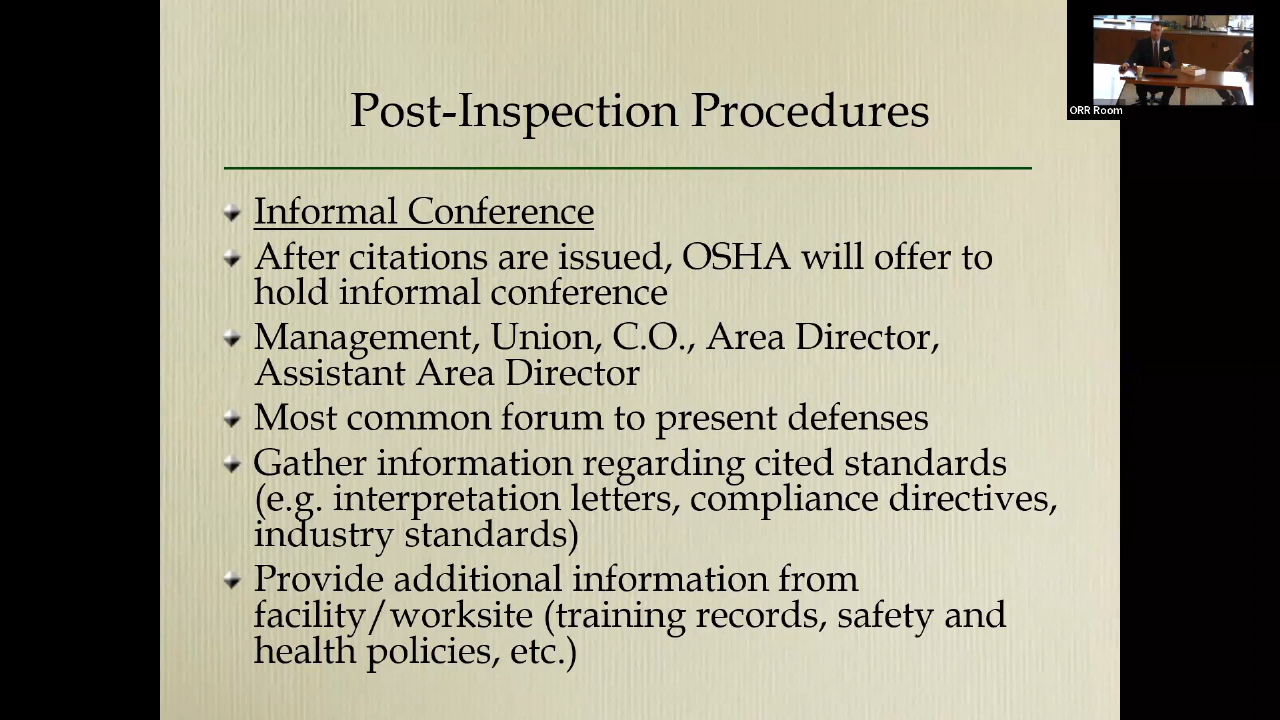 Post-Inspection Procedures
ORR Room
Informal Conference
After citations are issued, OSHA will offer to
hold informal conference
Management, Union, C.O., Area Director,
Assistant Area Director
Most common forum to present defenses
Gather information regarding cited standards
(e.g. interpretation letters, compliance directives,
industry standards)
Provide additional information from
facility/worksite (training records, safety and
health policies, etc.)